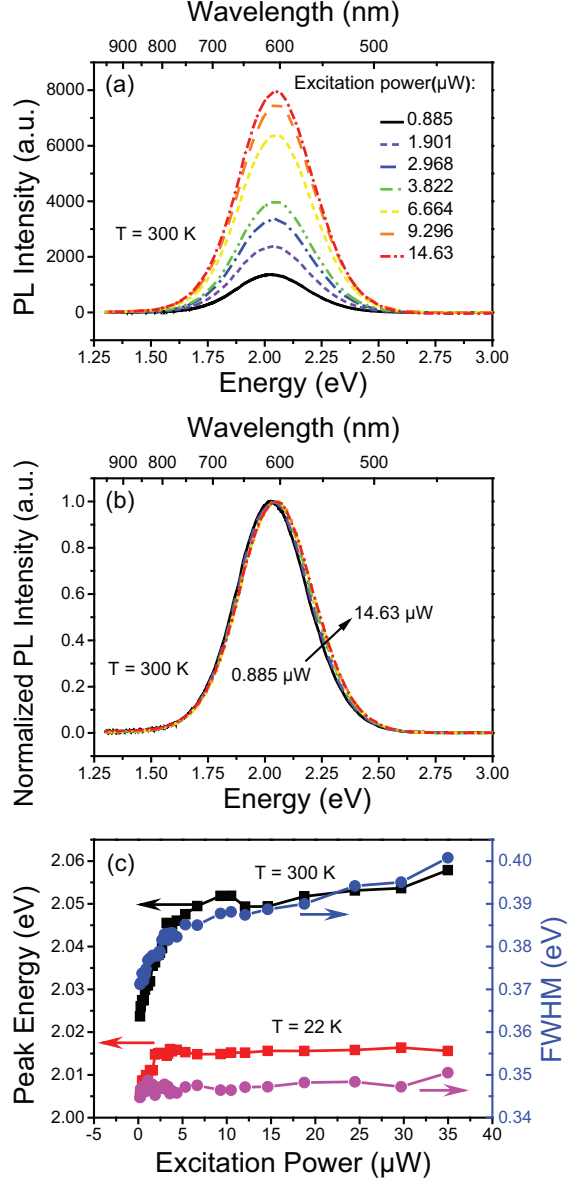 Wavelength (nm)
900 800 700 600 500
(a)
Excitation power(μW):
0.885
1.901
2.968
3.822
6.664
9.296
14.63
T = 300 K
PL Intensity (a.u.)
8000
6000
4000
2000
0
1.25 1.50 1.75 2.00 2.25 2.50 2.75 3.00
Energy (eV)
Wavelength (nm)
900 800 700 600 500
(b)
14.63 μW
0.885 μW
T = 300 K
Normalized PL Intensity (a.u.)
1.0
0.8
0.6
0.4
0.2
0.0
1.25 1.50 1.75 2.00 2.25 2.50 2.75 3.00
Energy (eV)
(c)
T = 300 K
T = 22 K
Peak Energy (eV)
2.06
2.05
2.04
2.03
2.02
2.01
2.00
FWHM (eV)
0.40
0.39
0.38
0.37
0.36
0.35
0.34
-5 0 5 10 15 20 25 30 35 40
Excitation Power (μW)